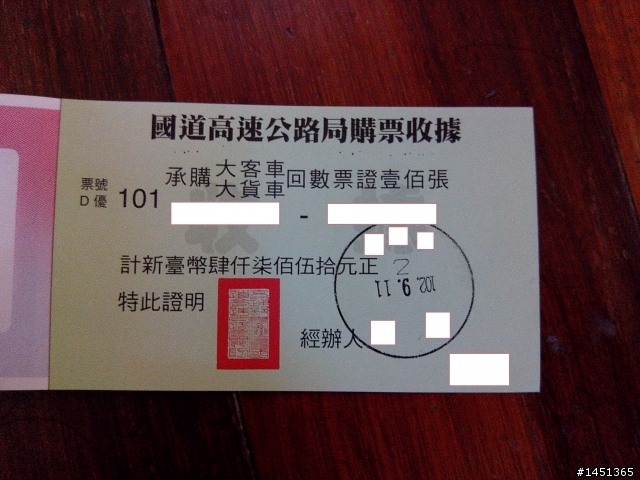 國道高速公路局購票收據
票號
D優 101
承購 大客車 大貨車 回數票證壹佰張
-
計新臺幣肆仟柒佰伍拾元正
特此證明
經辦人
102. 9. 11
#1451365